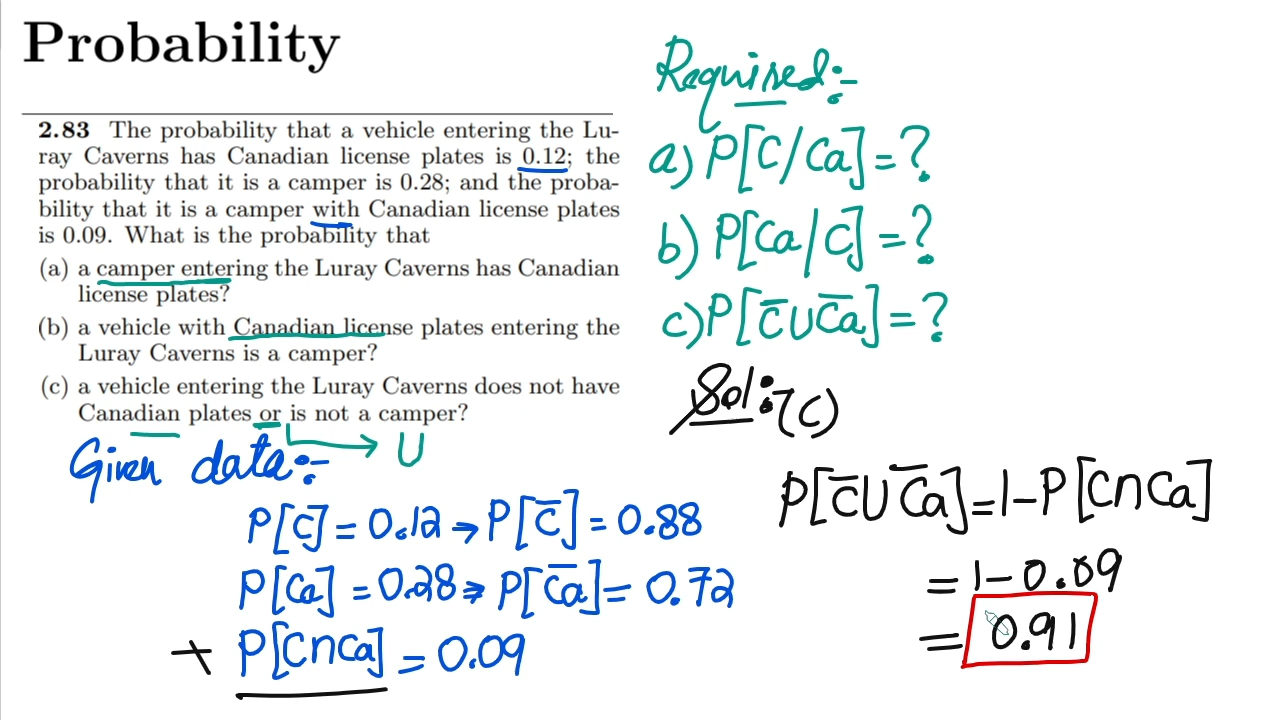 Probability
2.83 The probability that a vehicle entering the Lu-
ray Caverns has Canadian license plates is 0.12; the
probability that it is a camper is 0.28; and the proba-
bility that it is a camper with Canadian license plates
is 0.09. What is the probability that
(a) a camper entering the Luray Caverns has Canadian
license plates?
(b) a vehicle with Canadian license plates entering the
Luray Caverns is a camper?
(c) a vehicle entering the Luray Caverns does not have
Canadian plates or is not a camper?
U
Given data:-
P[C] = 0.12 → P[C̅] = 0.88
P[Ca] = 0.28 → P[C̅a̅] = 0.72
P[C∩Ca] = 0.09
Required:-
a) P[C/Ca] = ?
b) P[Ca/C] = ?
c) P[C̅ U C̅a̅] = ?
Sol:-(c)
P[C̅ U C̅a̅] = 1 - P[C∩Ca]
= 1 - 0.09
= 0.91